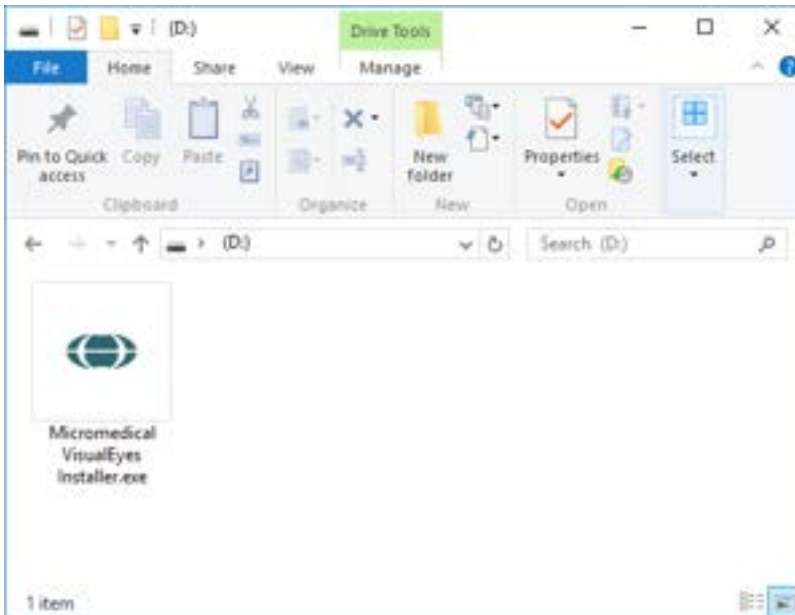 (D:)
Drive Tools
File Home Share View Manage
Pin to Quick access
Copy
Paste
New folder
Properties
Select
Clipboard
Organize
New
Open
(D:)
Search (D:)
Micromedical
VisualEyes
Installer.exe
1 item